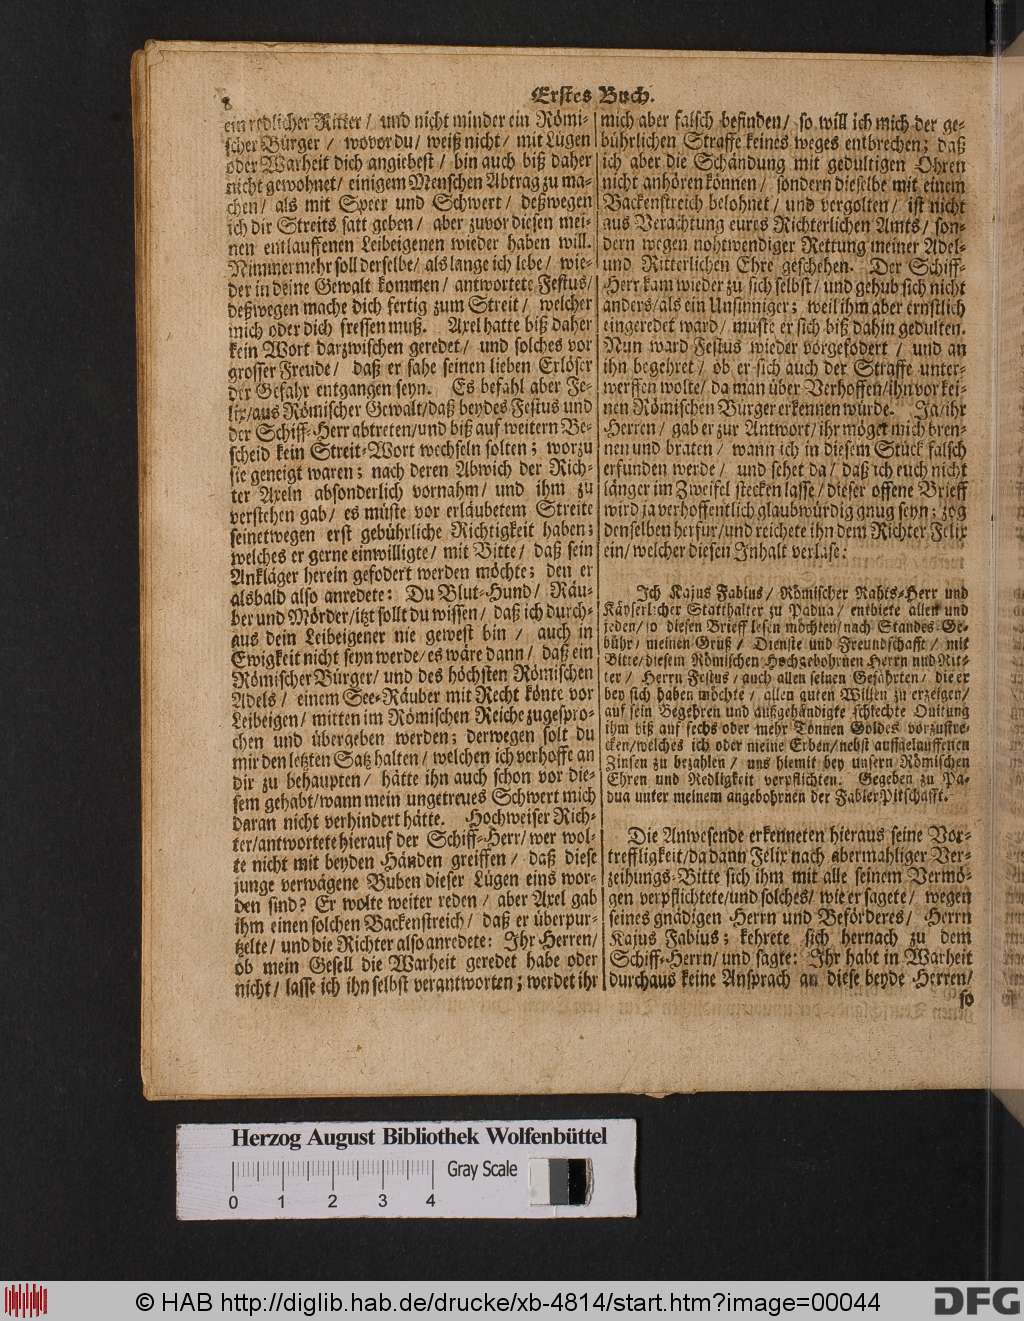 8
Erstes Buch.
ein redlicher Ritter / und nicht minder ein Römi-
scher Bürger / wovor du / weiß nicht / mit Lügen
oder Warheit dich angiebest / bin auch biß daher
nicht gewohnet / einigem Menschen Abtrag zu ma-
chen / als mit Speer und Schwert / deßwegen
ich dir Streits satt geben / aber zuvor diesen mei-
nen entlauffenen Leibeigenen wieder haben will.
Nimmermehr soll derselbe / als lange ich lebe / wie-
der in deine Gewalt kommen / antwortete Festus /
deßwegen mache dich fertig zum Streit / welcher
mich oder dich fressen muß. Axel hatte biß daher
kein Wort darzwischen geredet / und solches vor
grosser Freude / daß er sahe seinen lieben Erlöser
der Gefahr entgangen seyn. Es befahl aber Fe-
lix / aus Römischer Gewalt / daß beydes Festus und
der Schiff-Herr abtreten / und biß auf weitern Be-
scheid kein Streit-Wort wechseln solten; worzu
sie geneigt waren; nach deren Abwich der Rich-
ter Axeln absonderlich vornahm / und ihm zu
verstehen gab / es müste vor erläubetem Streite
seinetwegen erst gebührliche Richtigkeit haben;
welches er gerne einwilligte / mit Bitte / daß sein
Ankläger herein gefodert werden möchte; den er
alsbald also anredete: Du Blut-Hund / Räu-
ber und Mörder / itzt sollt du wissen / daß ich durch-
aus dein Leibeigener nie gewest bin / auch in
Ewigkeit nicht seyn werde / es wäre dann / daß ein
Römischer Bürger / und des höchsten Römischen
Adels / einem See-Räuber mit Recht könte vor
Leibeigen / mitten im Römischen Reiche zugespro-
chen und übergeben werden; derwegen solt du
mir den letzten Satz halten / welchen ich verhoffe an
dir zu behaupten / hätte ihn auch schon vor die-
sem gehabt / wann mein ungetreues Schwert mich
daran nicht verhindert hätte. Hochweiser Rich-
ter / antwortete hierauf der Schiff-Herr / wer wol-
te nicht mit beyden Händen greiffen / daß diese
junge verwägene Buben dieser Lügen eins wor-
den sind? Er wolte weiter reden / aber Axel gab
ihm einen solchen Backenstreich / daß er überpur-
tzelte / und die Richter also anredete: Ihr Herren /
ob mein Gesell die Warheit geredet habe oder
nicht / lasse ich ihn selbst verantworten; werdet ihr
mich aber falsch befinden / so will ich mich der ge-
bührlichen Straffe keines weges entbrechen; daß
ich aber die Schändung mit gedultigen Ohren
nicht anhören können / sondern dieselbe mit einem
Backenstreich belohnet / und vergolten / ist nicht
aus Verachtung eures Richterlichen Amts / son-
dern wegen nohtwendiger Rettung meiner Adel-
und Ritterlichen Ehre geschehen. Der Schiff-
Herr kam wieder zu sich selbst / und gehub sich nicht
anders / als ein Unsinniger; weil ihm aber ernstlich
eingeredet ward / muste er sich biß dahin gedulten.
Nun ward Festus wieder vorgefodert / und an
ihn begehret / ob er sich auch der Straffe unter-
werffen wolte / da man über Verhoffen / ihn vor kei-
nen Römischen Bürger erkennen würde. Ja / ihr
Herren / gab er zur Antwort / ihr möget mich bren-
nen und braten / wann ich in diesem Stück falsch
erfunden werde / und sehet da / daß ich euch nicht
länger im Zweifel stecken lasse / dieser offene Brieff
wird ja verhoffentlich glaubwürdig gnug seyn; zog
denselben herfür / und reichete ihn dem Richter Felix
ein / welcher diesen Inhalt verlase:
Ich Kajus Fabius / Römischer Rahts-Herr und
Käyserlicher Statthalter zu Padua / entbiete allen und
jeden / so diesen Brieff lesen möchten / nach Standes-Ge-
bühr / meinen Gruß / Dienste und Freundschafft / mit
Bitte / diesem Römischen Hochgebohrnen Herrn und Rit-
ter / Herrn Festus / auch allen seinen Gefährten / die er
bey sich haben möchte / allen guten Willen zu erzeigen /
auf sein Begehren und außgehändigte schlechte Quitung
ihm biß auf sechs oder mehr Tonnen Goldes vorzustre-
cken / welches ich oder meine Erben / nebst auffgelauffenen
Zinsen zu bezahlen / uns hiemit bey unsern Römischen
Ehren und Redligkeit verpflichten. Gegeben zu Pa-
dua unter meinem angebohrnen der Fabier Pitschafft.
Die Anwesende erkenneten hieraus seine Vor-
trefflichkeit / da dann Felix nach abermahliger Ver-
zeihungs-Bitte sich ihm mit alle seinem Vermö-
gen verpflichtete / und solches / wie er sagete / wegen
seines gnädigen Herrn und Beförderes / Herrn
Kajus Fabius; kehrete sich hernach zu dem
Schiff-Herrn / und sagte: Ihr habt in Warheit
durchaus keine Ansprach an diese beyde Herren /
so
Herzog August Bibliothek Wolfenbüttel
Gray Scale
0 1 2 3 4
© HAB http://diglib.hab.de/drucke/xb-4814/start.htm?image=00044
DFG